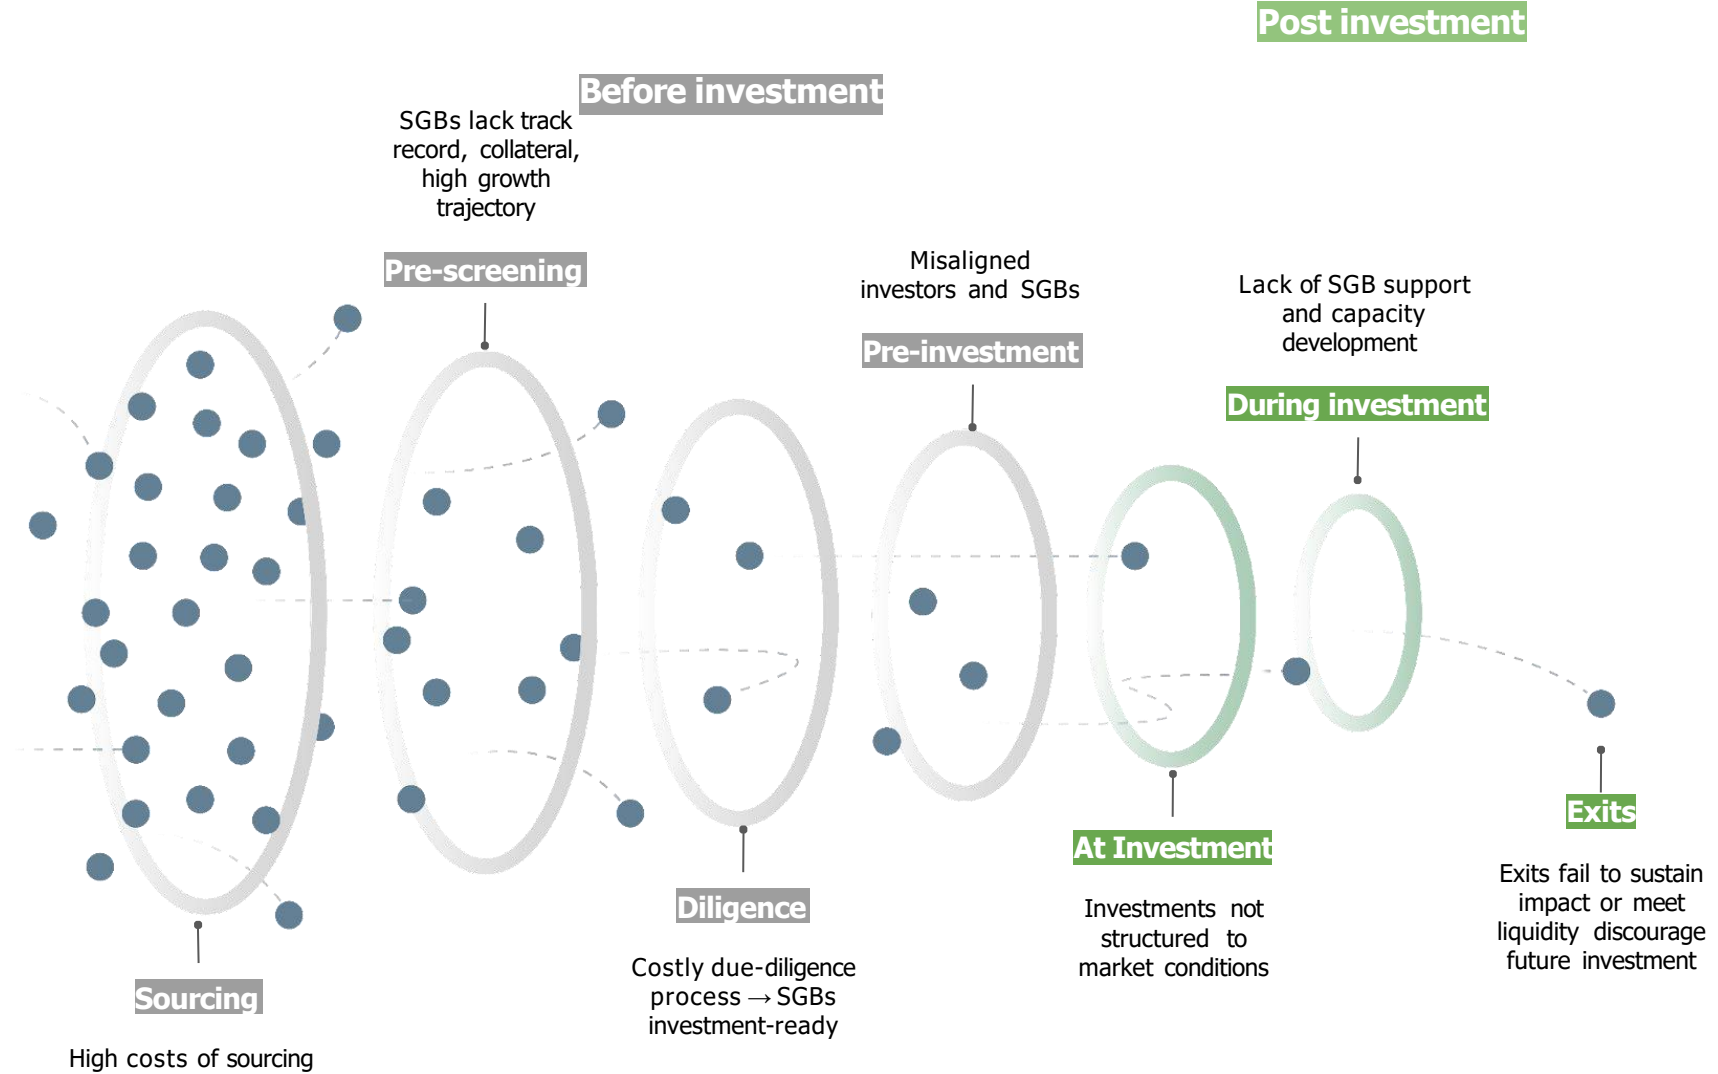 Post investment
Before investment
SGBs lack track
record, collateral,
high growth
trajectory
Pre-screening
Misaligned
investors and SGBs
Pre-investment
Lack of SGB support
and capacity
development
During investment
Sourcing
High costs of sourcing
Diligence
Costly due-diligence
process → SGBs
investment-ready
At Investment
Investments not
structured to
market conditions
Exits
Exits fail to sustain
impact or meet
liquidity discourage
future investment